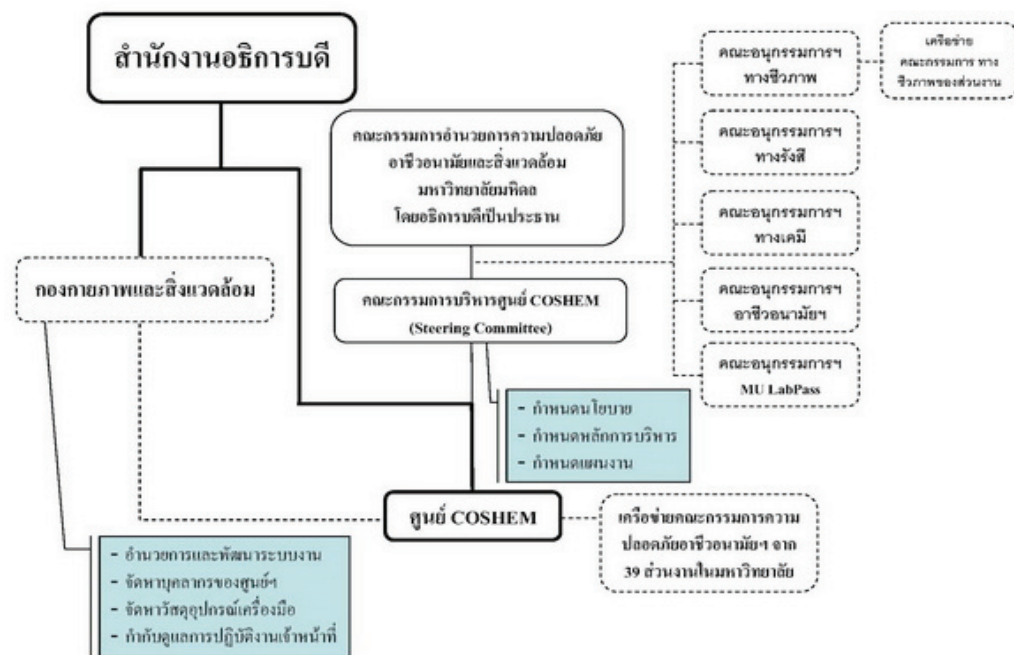 สำนักงานอธิการบดี
คณะกรรมการอำนวยการความปลอดภัย
อาชีวอนามัยและสิ่งแวดล้อม
มหาวิทยาลัยมหิดล
โดยอธิการบดีเป็นประธาน
คณะอนุกรรมการฯ
ทางชีวภาพ
เครือข่าย
คณะกรรมการ ทาง
ชีวภาพของส่วนงาน
คณะอนุกรรมการฯ
ทางรังสี
คณะอนุกรรมการฯ
ทางเคมี
กองกายภาพและสิ่งแวดล้อม
คณะกรรมการบริหารศูนย์ COSHEM
(Steering Committee)
คณะอนุกรรมการฯ
อาชีวอนามัยฯ
คณะอนุกรรมการฯ
MU LabPass
- กำหนดนโยบาย
- กำหนดหลักการบริหาร
- กำหนดแผนงาน
ศูนย์ COSHEM
เครือข่ายคณะกรรมการความ
ปลอดภัยอาชีวอนามัยฯ จาก
39 ส่วนงานในมหาวิทยาลัย
- อำนวยการและพัฒนาระบบงาน
- จัดหาบุคลากรของศูนย์ฯ
- จัดหาวัสดุอุปกรณ์เครื่องมือ
- กำกับดูแลการปฏิบัติงานเจ้าหน้าที่